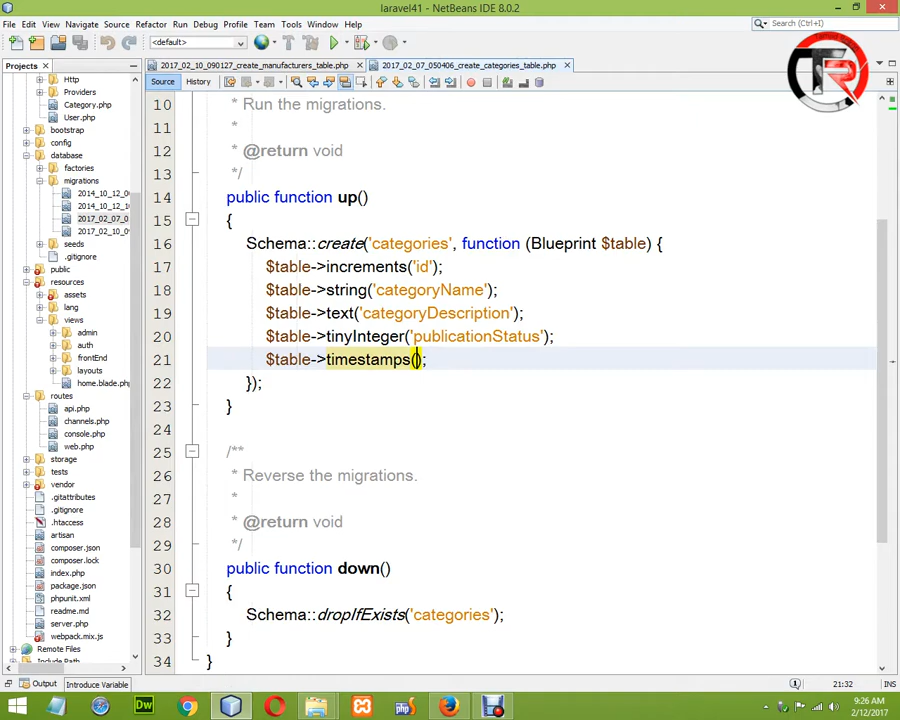 laravel41 - NetBeans IDE 8.0.2
File Edit View Navigate Source Refactor Run Debug Profile Team Tools Window Help
Search (Ctrl+I)
<default>
Projects
2017_02_10_090127_create_manufacturers_table.php
2017_02_07_050406_create_categories_table.php
Source History
Http
Providers
Category.php
User.php
bootstrap
config
database
factories
migrations
2014_10_12_0
2014_10_12_
2017_02_07_0
2017_02_10_0
seeds
.gitignore
public
resources
assets
lang
views
admin
auth
frontEnd
layouts
home.blade.php
routes
api.php
channels.php
console.php
web.php
storage
tests
vendor
.gitattributes
.gitignore
.htaccess
artisan
composer.json
composer.lock
index.php
package.json
phpunit.xml
readme.md
server.php
webpack.mix.js
Remote Files
Include Path
10 * Run the migrations.
11 *
12 * @return void
13 */
14 public function up()
15 {
16 Schema::create('categories', function (Blueprint $table) {
17 $table->increments('id');
18 $table->string('categoryName');
19 $table->text('categoryDescription');
20 $table->tinyInteger('publicationStatus');
21 $table->timestamps();
22 });
23 }
24
25 /**
26 * Reverse the migrations.
27 *
28 * @return void
29 */
30 public function down()
31 {
32 Schema::dropIfExists('categories');
33 }
34 }
Output Introduce Variable
21:32 INS
Dw
php
9:26 AM
2/12/2017